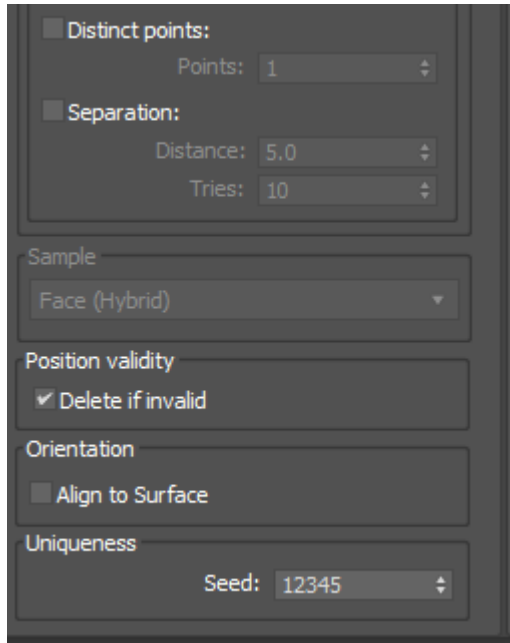 Distinct points:
Points: 1
Separation:
Distance: 5.0
Tries: 10
Sample
Face (Hybrid)
Position validity
Delete if invalid
Orientation
Align to Surface
Uniqueness
Seed: 12345